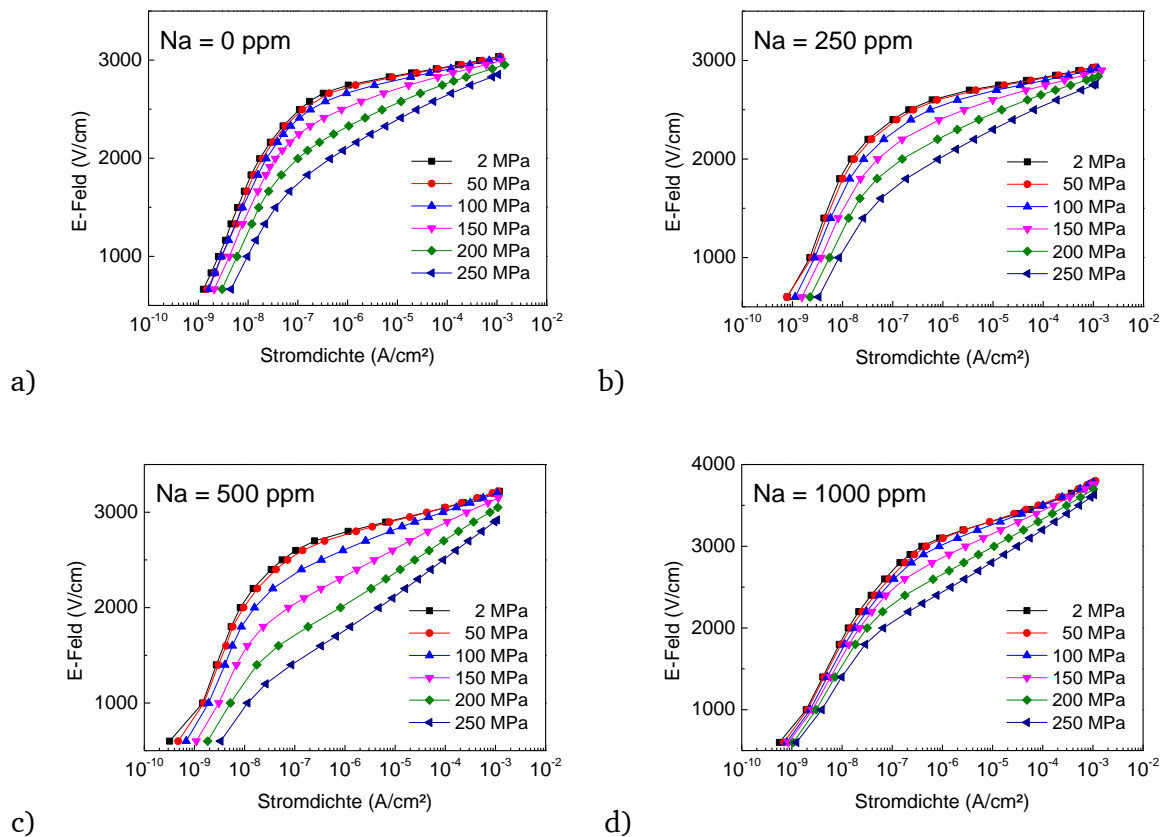 Na = 0 ppm
3000
2000
1000
E-Feld (V/cm)
2 MPa
50 MPa
100 MPa
150 MPa
200 MPa
250 MPa
10⁻¹⁰ 10⁻⁹ 10⁻⁸ 10⁻⁷ 10⁻⁶ 10⁻⁵ 10⁻⁴ 10⁻³ 10⁻²
Stromdichte (A/cm²)
a)
Na = 250 ppm
3000
2000
1000
E-Feld (V/cm)
2 MPa
50 MPa
100 MPa
150 MPa
200 MPa
250 MPa
10⁻¹⁰ 10⁻⁹ 10⁻⁸ 10⁻⁷ 10⁻⁶ 10⁻⁵ 10⁻⁴ 10⁻³ 10⁻²
Stromdichte (A/cm²)
b)
Na = 500 ppm
3000
2000
1000
E-Feld (V/cm)
2 MPa
50 MPa
100 MPa
150 MPa
200 MPa
250 MPa
10⁻¹⁰ 10⁻⁹ 10⁻⁸ 10⁻⁷ 10⁻⁶ 10⁻⁵ 10⁻⁴ 10⁻³ 10⁻²
Stromdichte (A/cm²)
c)
Na = 1000 ppm
4000
3000
2000
1000
E-Feld (V/cm)
2 MPa
50 MPa
100 MPa
150 MPa
200 MPa
250 MPa
10⁻¹⁰ 10⁻⁹ 10⁻⁸ 10⁻⁷ 10⁻⁶ 10⁻⁵ 10⁻⁴ 10⁻³ 10⁻²
Stromdichte (A/cm²)
d)